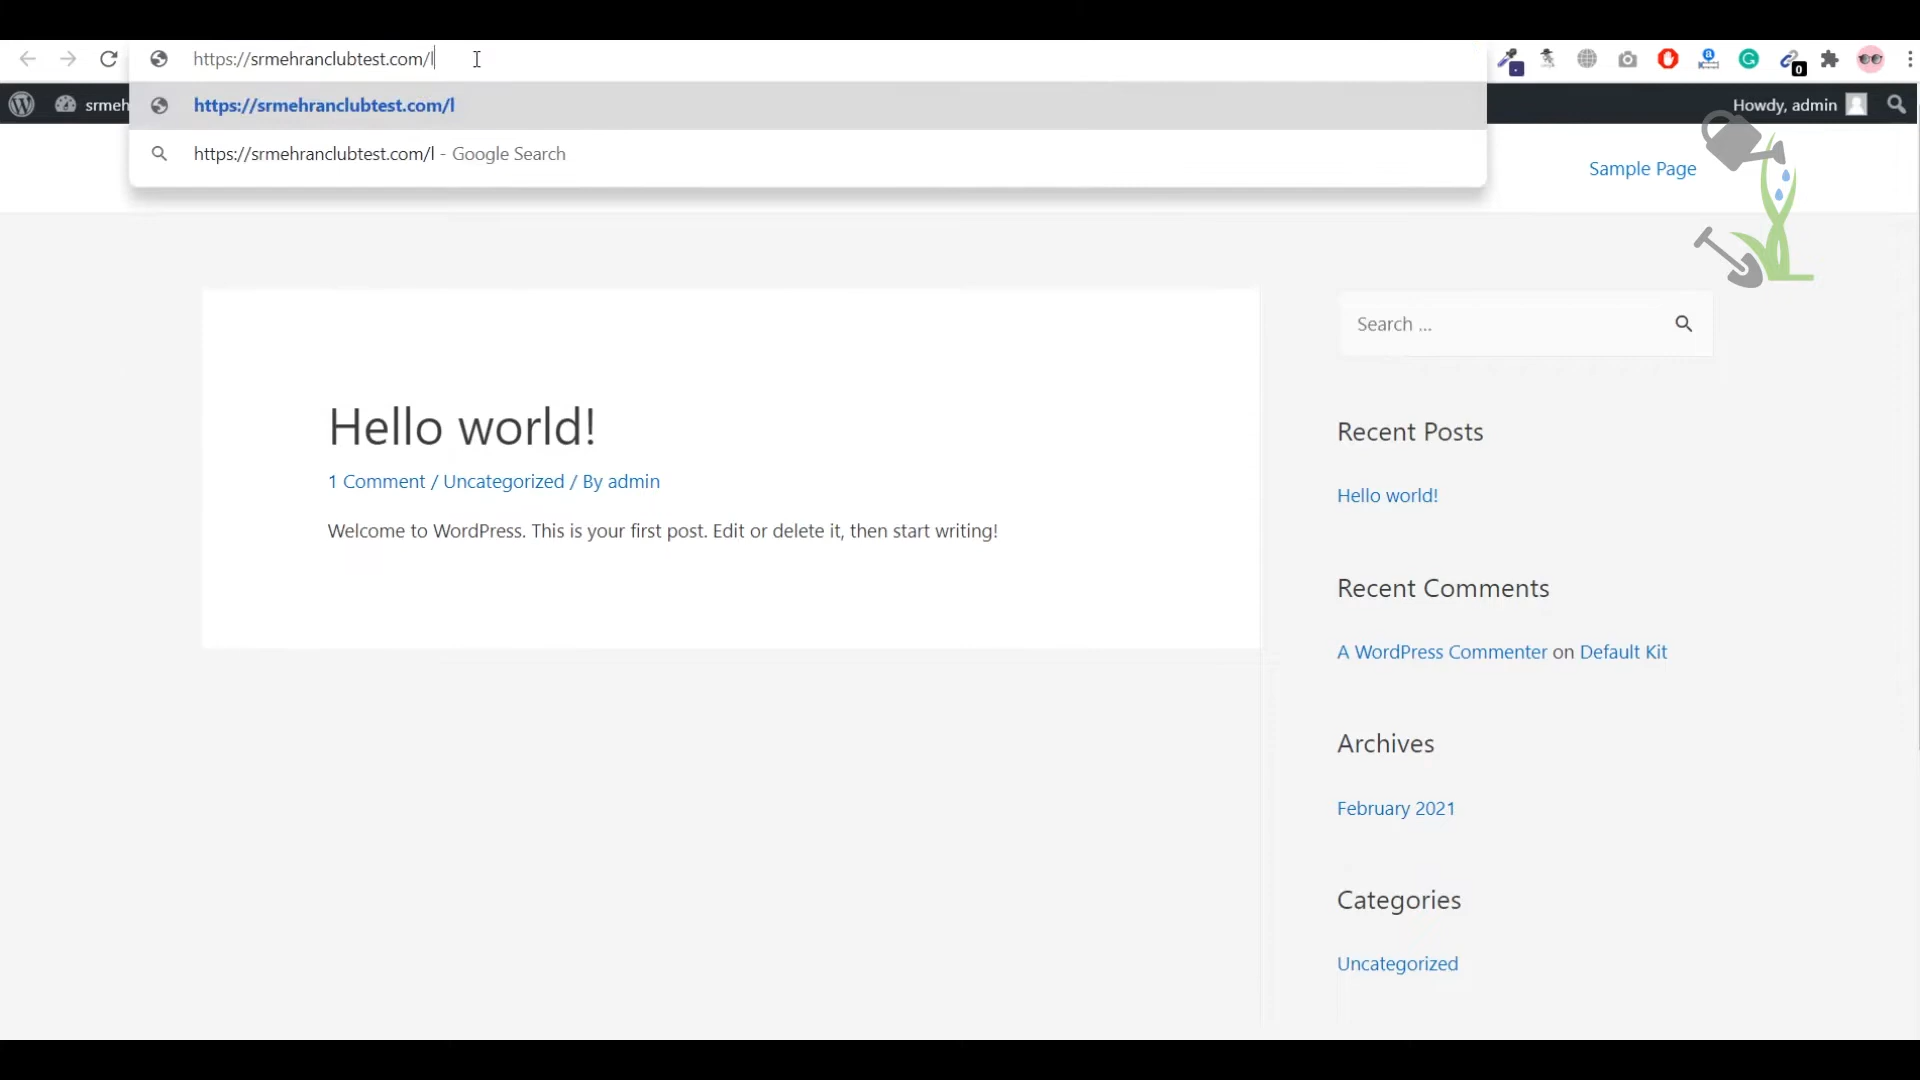 https://srmehranclubtest.com/l
https://srmehranclubtest.com/l
srmeh
Howdy, admin
https://srmehranclubtest.com/l - Google Search
Sample Page
Search ...
Hello world!
1 Comment / Uncategorized / By admin
Welcome to WordPress. This is your first post. Edit or delete it, then start writing!
Recent Posts
Hello world!
Recent Comments
A WordPress Commenter on Default Kit
Archives
February 2021
Categories
Uncategorized
0